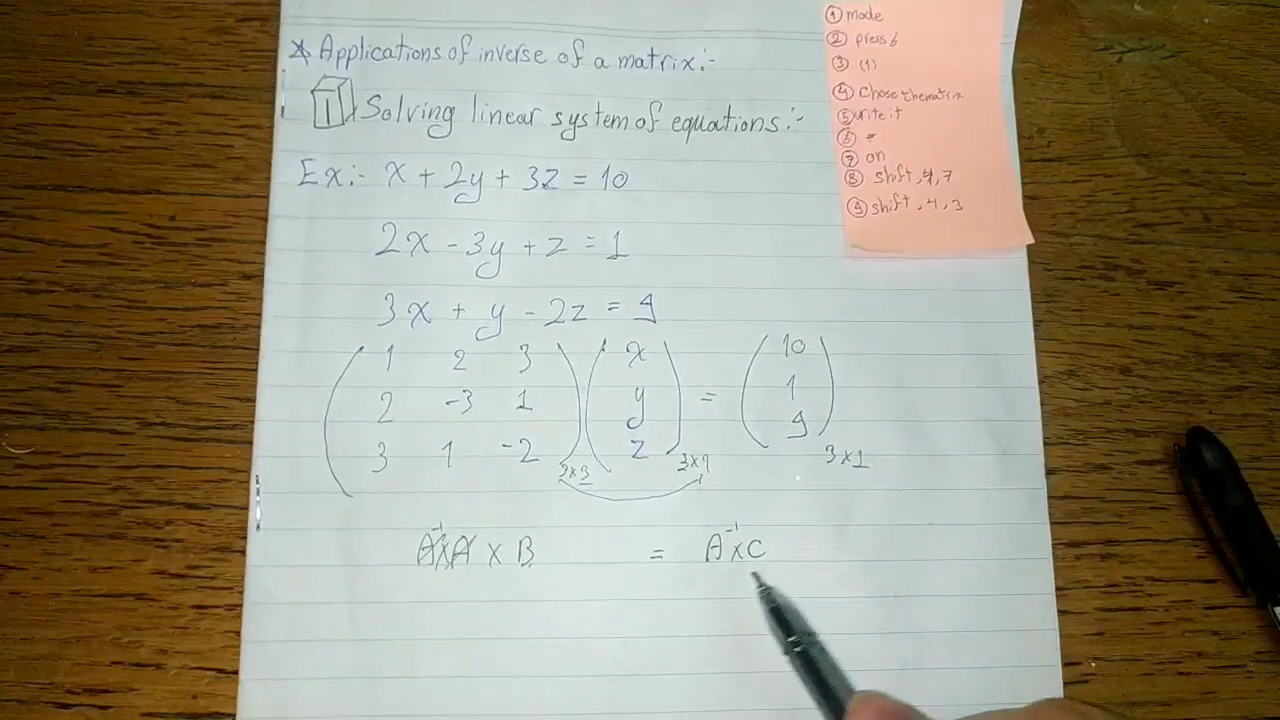 * Applications of inverse of a matrix:-
1 Solving linear system of equations:-
Ex:- x + 2y + 3z = 10
2x - 3y + z = 1
3x + y - 2z = 9
1 2 3 x 10
2 -3 1 y = 1
3 1 -2 z 9
3x3 3x1 3x1
A⁻¹ x A x B = A⁻¹ x C
① mode
② press 6
③ (1)
④ Chose the matrix
⑤ write it
⑥ =
⑦ on
⑧ shift, 4, 7
⑨ shift, 4, 3